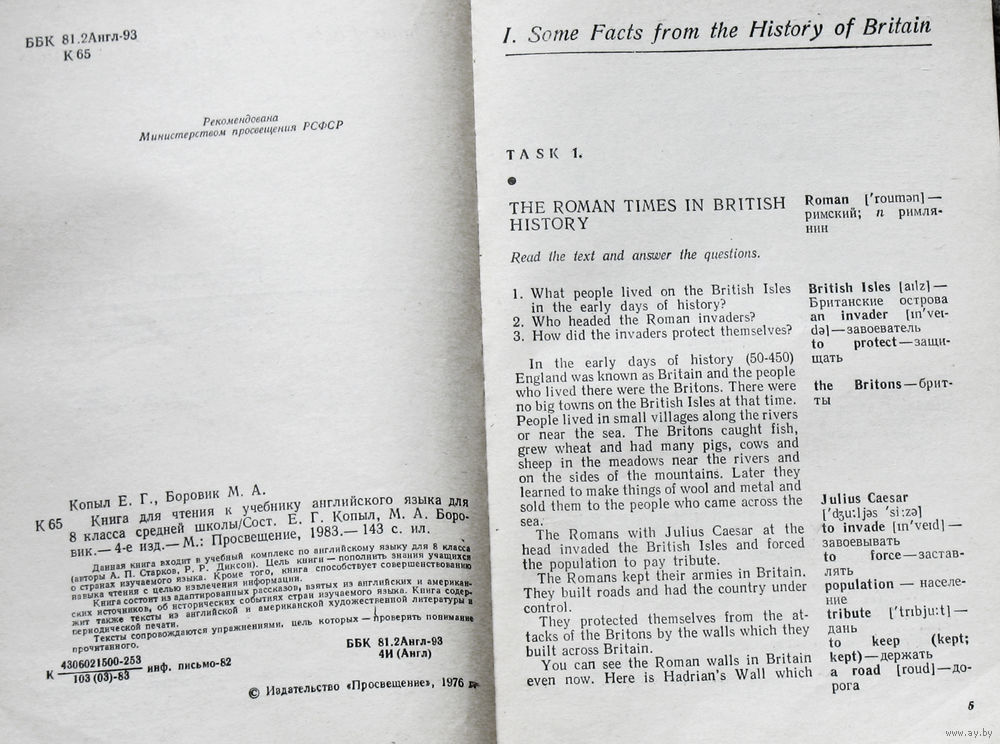 ББК 81.2Англ-93
К 65
Рекомендована
Министерством просвещения РСФСР
Копыл Е. Г., Боровик М. А.
К 65 Книга для чтения к учебнику английского языка для
8 класса средней школы/Сост. Е. Г. Копыл, М. А. Боро-
вик.— 4-е изд.— М.: Просвещение, 1983.— 143 с. ил.
Данная книга входит в учебный комплекс по английскому языку для 8 класса
(авторы А. П. Старков, Р. Р. Диксон). Цель книги — пополнить знания учащихся
о странах изучаемого языка. Кроме того, книга способствует совершенствованию
навыка чтения с целью извлечения информации.
Книга состоит из адаптированных рассказов, взятых из английских и американ-
ских источников, об исторических событиях стран изучаемого языка. Книга содер-
жит также тексты из английской и американской художественной литературы и
периодической печати.
Тексты сопровождаются упражнениями, цель которых — проверить понимание
прочитанного.
К 4306021500-253
103 (03)-83
инф. письмо-82
ББК 81.2Англ-93
4И (Англ)
© Издательство «Просвещение», 1976 г.
I. Some Facts from the History of Britain
TASK 1.
THE ROMAN TIMES IN BRITISH
HISTORY
Read the text and answer the questions.
1. What people lived on the British Isles
in the early days of history?
2. Who headed the Roman invaders?
3. How did the invaders protect themselves?
In the early days of history (50-450)
England was known as Britain and the people
who lived there were the Britons. There were
no big towns on the British Isles at that time.
People lived in small villages along the rivers
or near the sea. The Britons caught fish,
grew wheat and had many pigs, cows and
sheep in the meadows near the rivers and
on the sides of the mountains. Later they
learned to make things of wool and metal and
sold them to the people who came across the
sea.
The Romans with Julius Caesar at the
head invaded the British Isles and forced
the population to pay tribute.
The Romans kept their armies in Britain.
They built roads and had the country under
control.
They protected themselves from the at-
tacks of the Britons by the walls which they
built across Britain.
You can see the Roman walls in Britain
even now. Here is Hadrian's Wall which
Roman ['roumən] —
римский; n римля-
нин
British Isles [aılz] —
Британские острова
an invader [ın'veı-
də] — завоеватель
to protect — защи-
щать
the Britons — брит-
ты
Julius Caesar
['dʒu:ljəs 'si:zə]
to invade [ın'veıd] —
завоевывать
to force — застав-
лять
population — населе-
ние
tribute ['trıbju:t] —
дань
to keep (kept;
kept) — держать
a road [roud] — до-
рога
5
www.ay.by